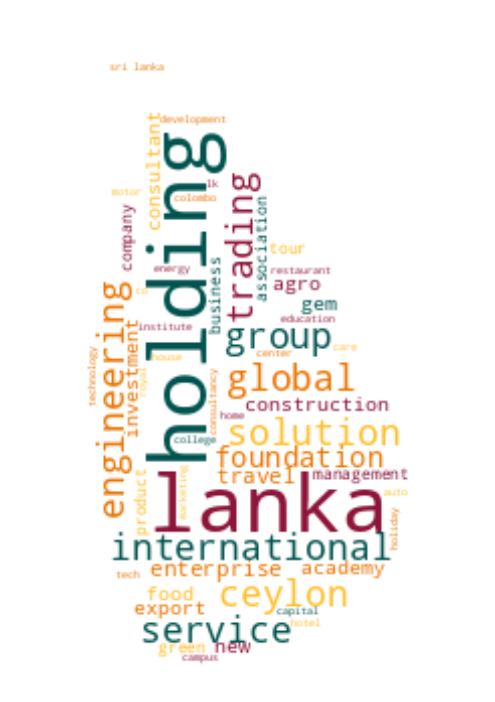 sri lanka
development
consultant
holding
lk
motor
colombo
trading
association
company
tour
energy
restaurant
business
agro
co
gem
engineering
education
institute
investment
group
house
center
care
technology
royal
global
consultancy
construction
home
solution
college
foundation
product
marketing
travel
management
lanka
auto
holiday
international
tech
enterprise
academy
food
ceylon
export
capital
service
hotel
green
new
campus